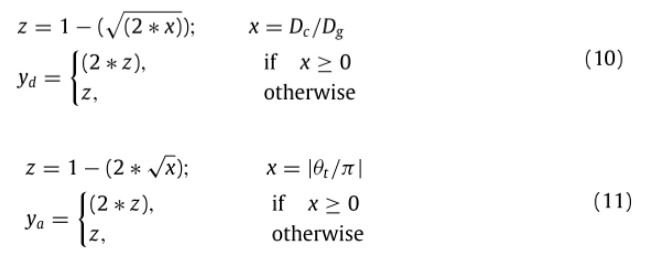 z = 1 − (√(2 ∗ x)); x = D_c/D_g
y_d = { (2 ∗ z), if x ≥ 0
z, otherwise (10)
z = 1 − (2 ∗ √x); x = |θ_t/π|
y_a = { (2 ∗ z), if x ≥ 0
z, otherwise (11)